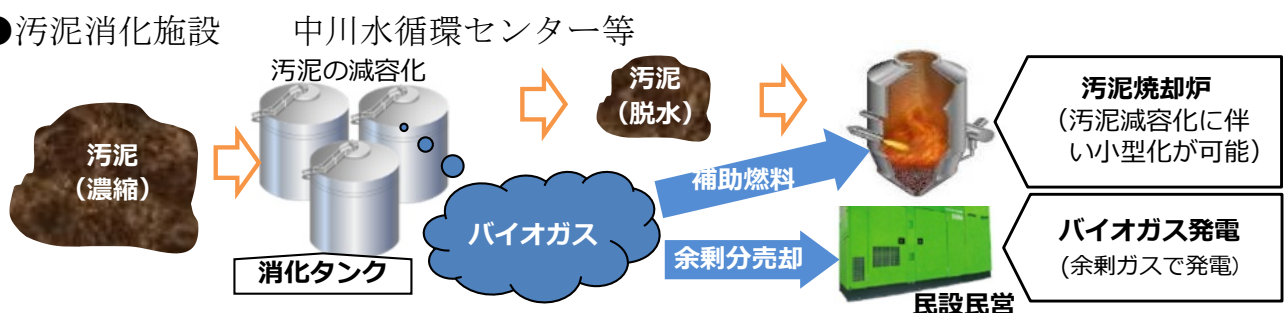 ●汚泥消化施設　　中川水循環センター等
汚泥の減容化
汚泥
（濃縮）
消化タンク
汚泥
（脱水）
バイオガス
補助燃料
余剰分売却
汚泥焼却炉
（汚泥減容化に伴
い小型化が可能）
バイオガス発電
(余剰ガスで発電）
民設民営